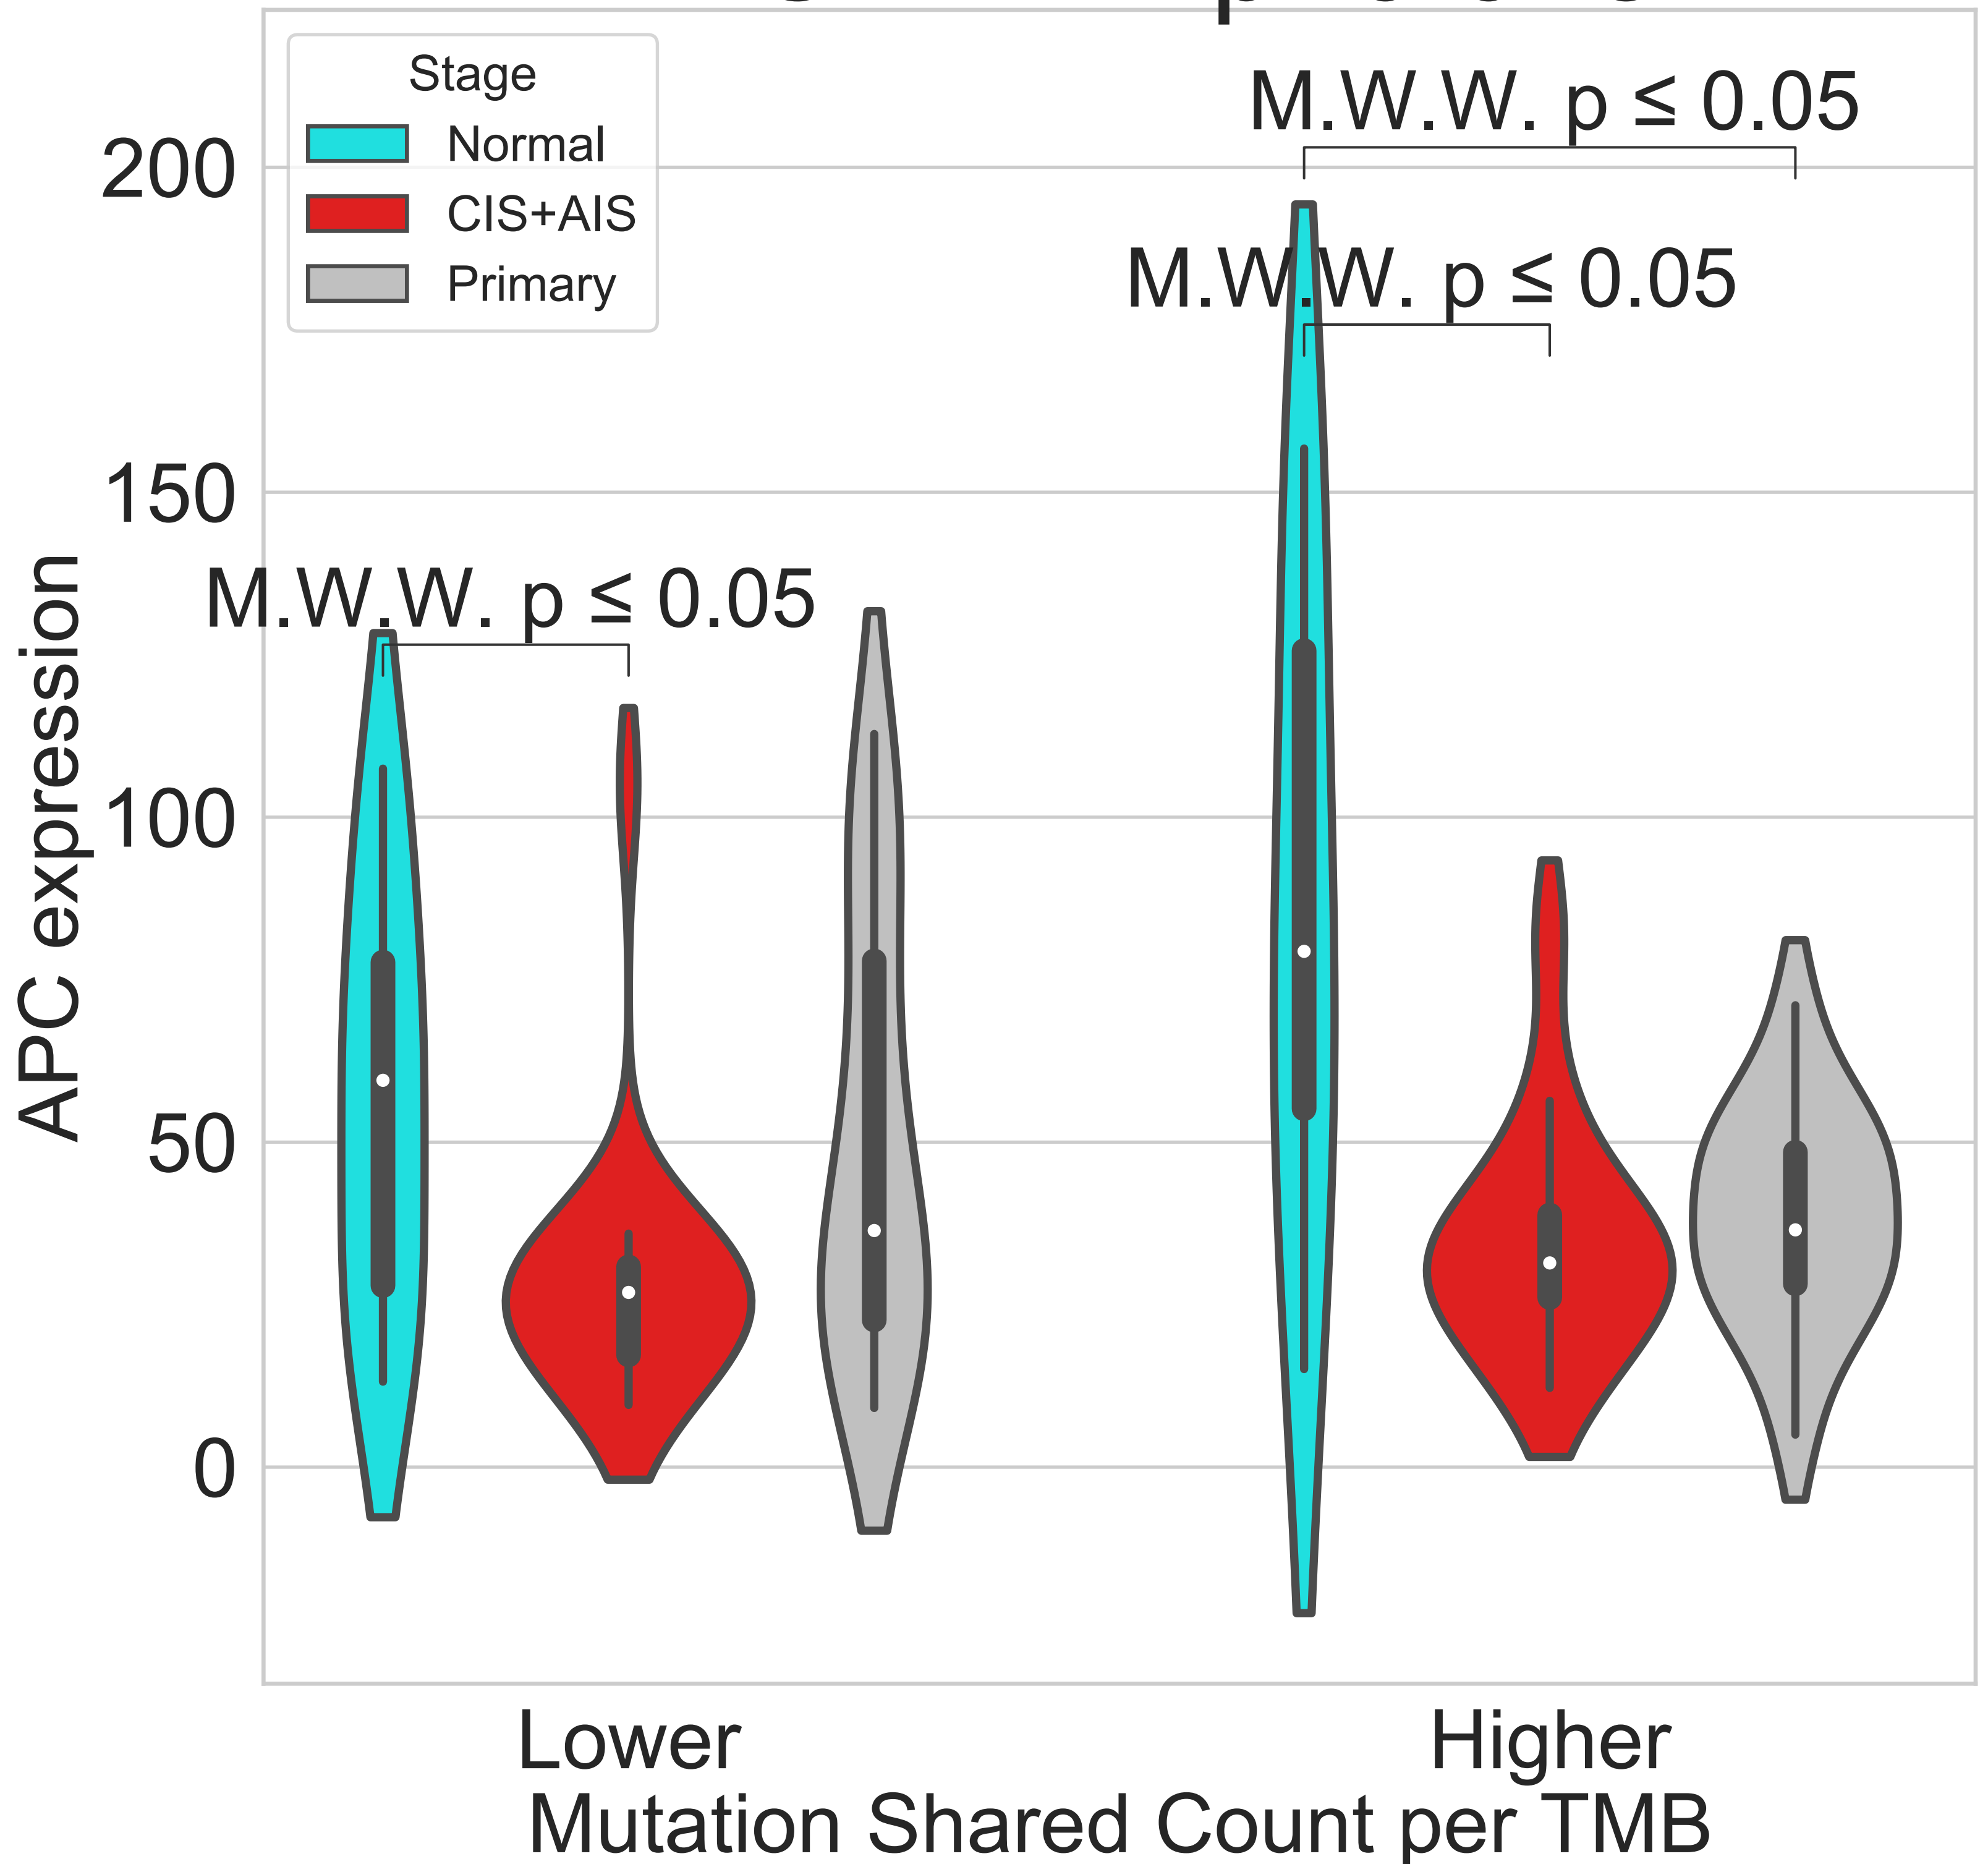 Stage
Normal
CIS+AIS
Primary
M.W.W. p ≤ 0.05
M.W.W. p ≤ 0.05
M.W.W. p ≤ 0.05
200
150
100
50
0
APC expression
Lower
Higher
Mutation Shared Count per TMB